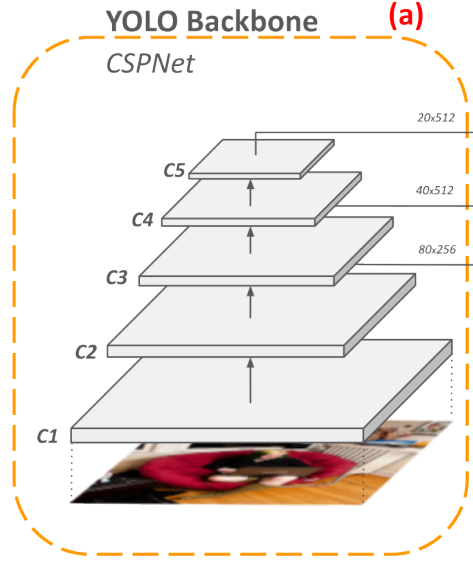 YOLO Backbone
(a)
CSPNet
20x512
C5
40x512
C4
80x256
C3
C2
C1